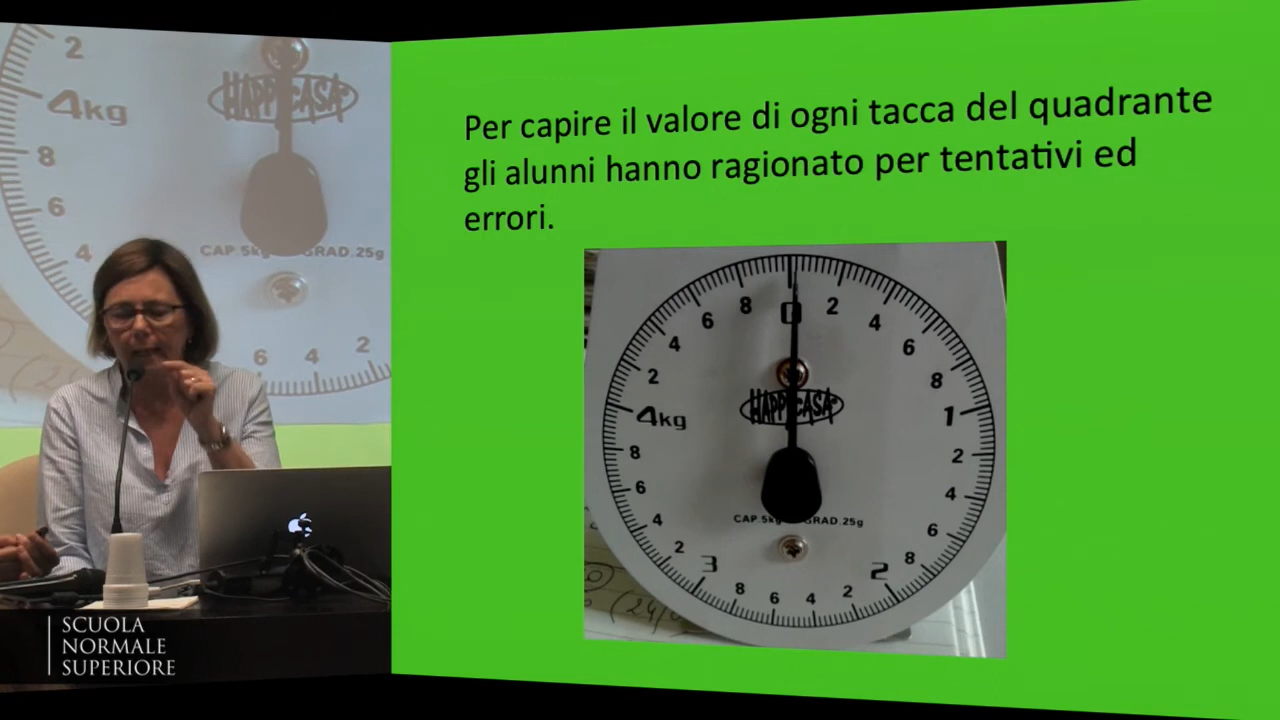 Per capire il valore di ogni tacca del quadrante
gli alunni hanno ragionato per tentativi ed
errori.
2
4kg
8
6
4
HAPPY CASA
CAP.5kg GRAD.25g
6 4 2
0
2
4
6
8
1
2
4
6
8
2
2
4
6
8
3
2
4
6
8
4kg
2
4
6
8
HAPPY CASA
CAP.5kg GRAD.25g
(24/
SCUOLA
NORMALE
SUPERIORE